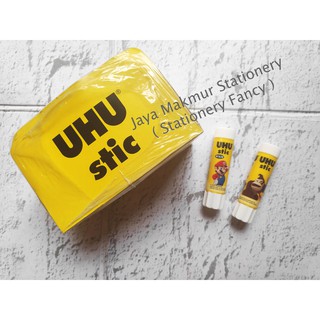 UHU
stic
Jaya Makmur Stationery
( Stationery Fancy )
UHU
stic
UHU
stic